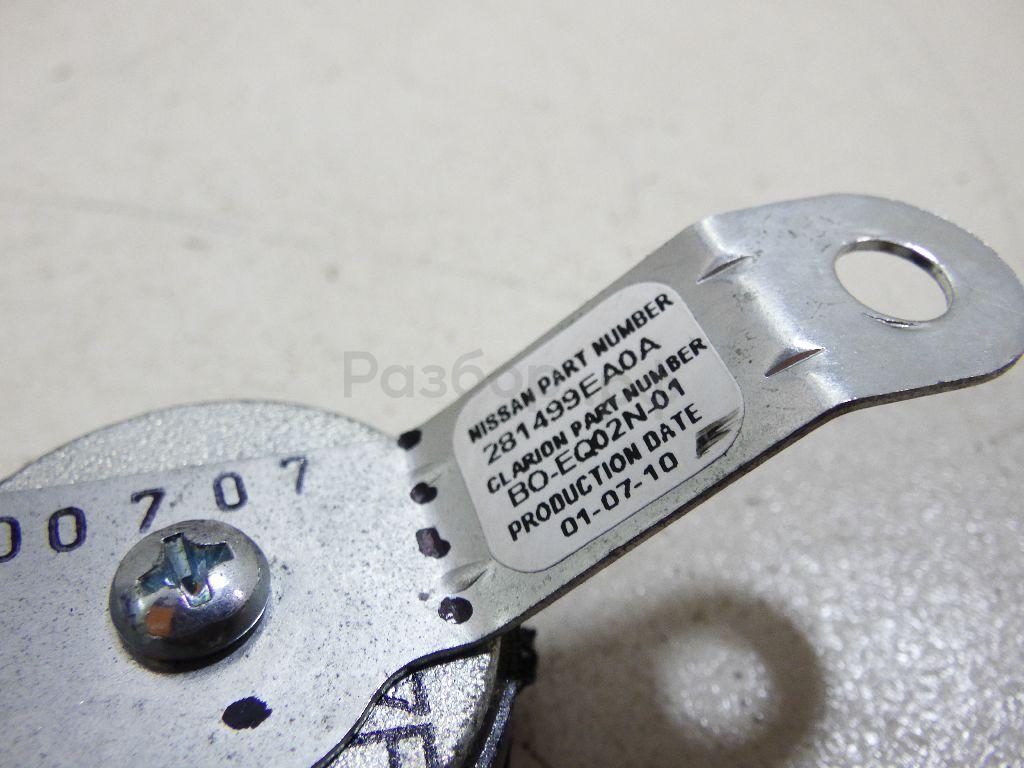 NISSAN PART NUMBER
281499EA0A
CLARION PART NUMBER
BO-EQ02N-01
PRODUCTION DATE
01-07-10
00707